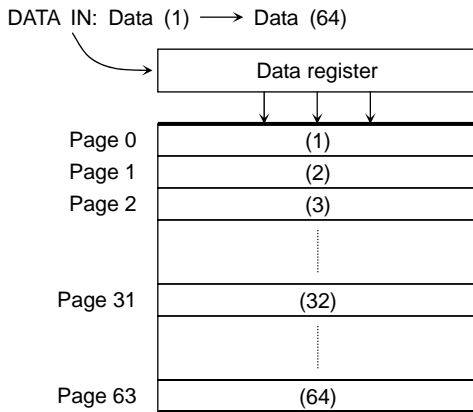 DATA IN: Data (1) ⟶ Data (64)
Data register
Page 0 (1)
Page 1 (2)
Page 2 (3)
Page 31 (32)
Page 63 (64)